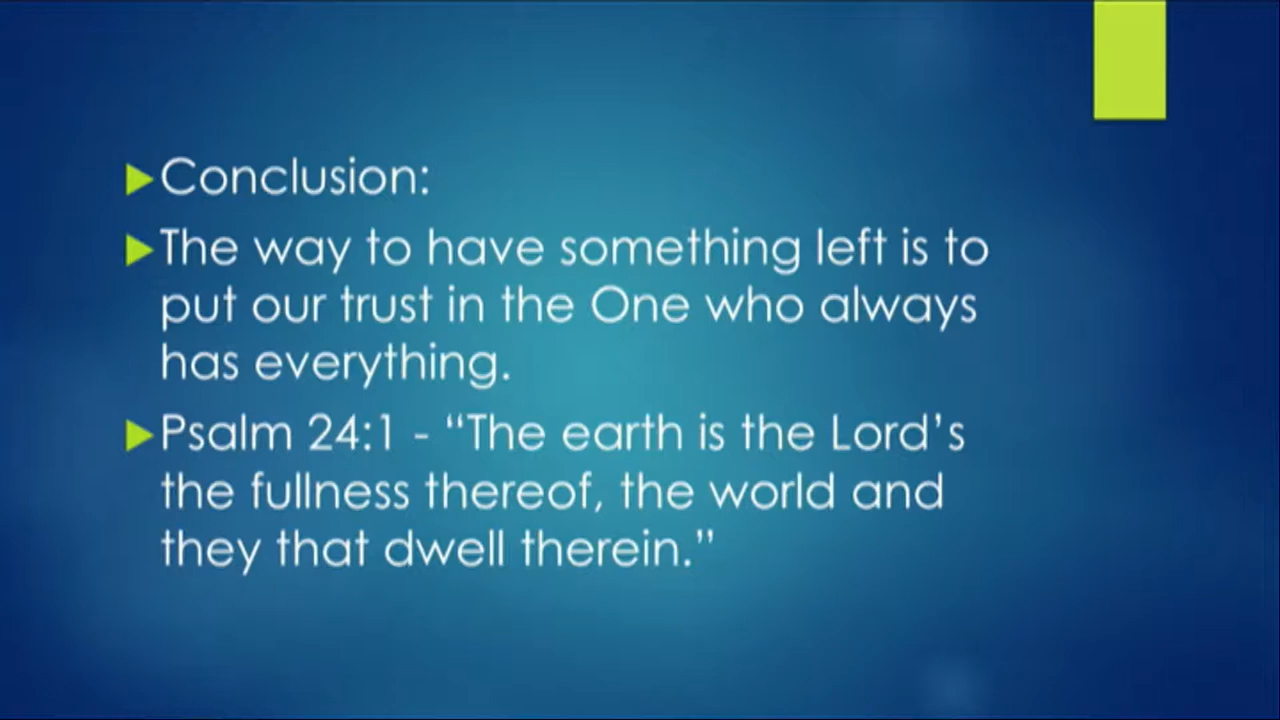 Conclusion:
The way to have something left is to
put our trust in the One who always
has everything.
Psalm 24:1 - “The earth is the Lord’s
the fullness thereof, the world and
they that dwell therein.”